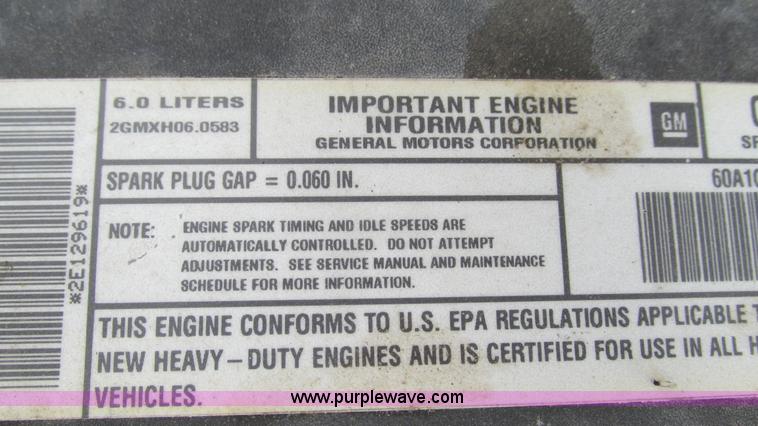 6.0 LITERS
2GMXH06.0583
IMPORTANT ENGINE
INFORMATION
GENERAL MOTORS CORPORATION
GM
SPARK PLUG GAP = 0.060 IN.
60A10
NOTE: ENGINE SPARK TIMING AND IDLE SPEEDS ARE
AUTOMATICALLY CONTROLLED. DO NOT ATTEMPT
ADJUSTMENTS. SEE SERVICE MANUAL AND MAINTENANCE
SCHEDULE FOR MORE INFORMATION.
*2E129619*
THIS ENGINE CONFORMS TO U.S. EPA REGULATIONS APPLICABLE
NEW HEAVY-DUTY ENGINES AND IS CERTIFIED FOR USE IN ALL
VEHICLES.
www.purplewave.com